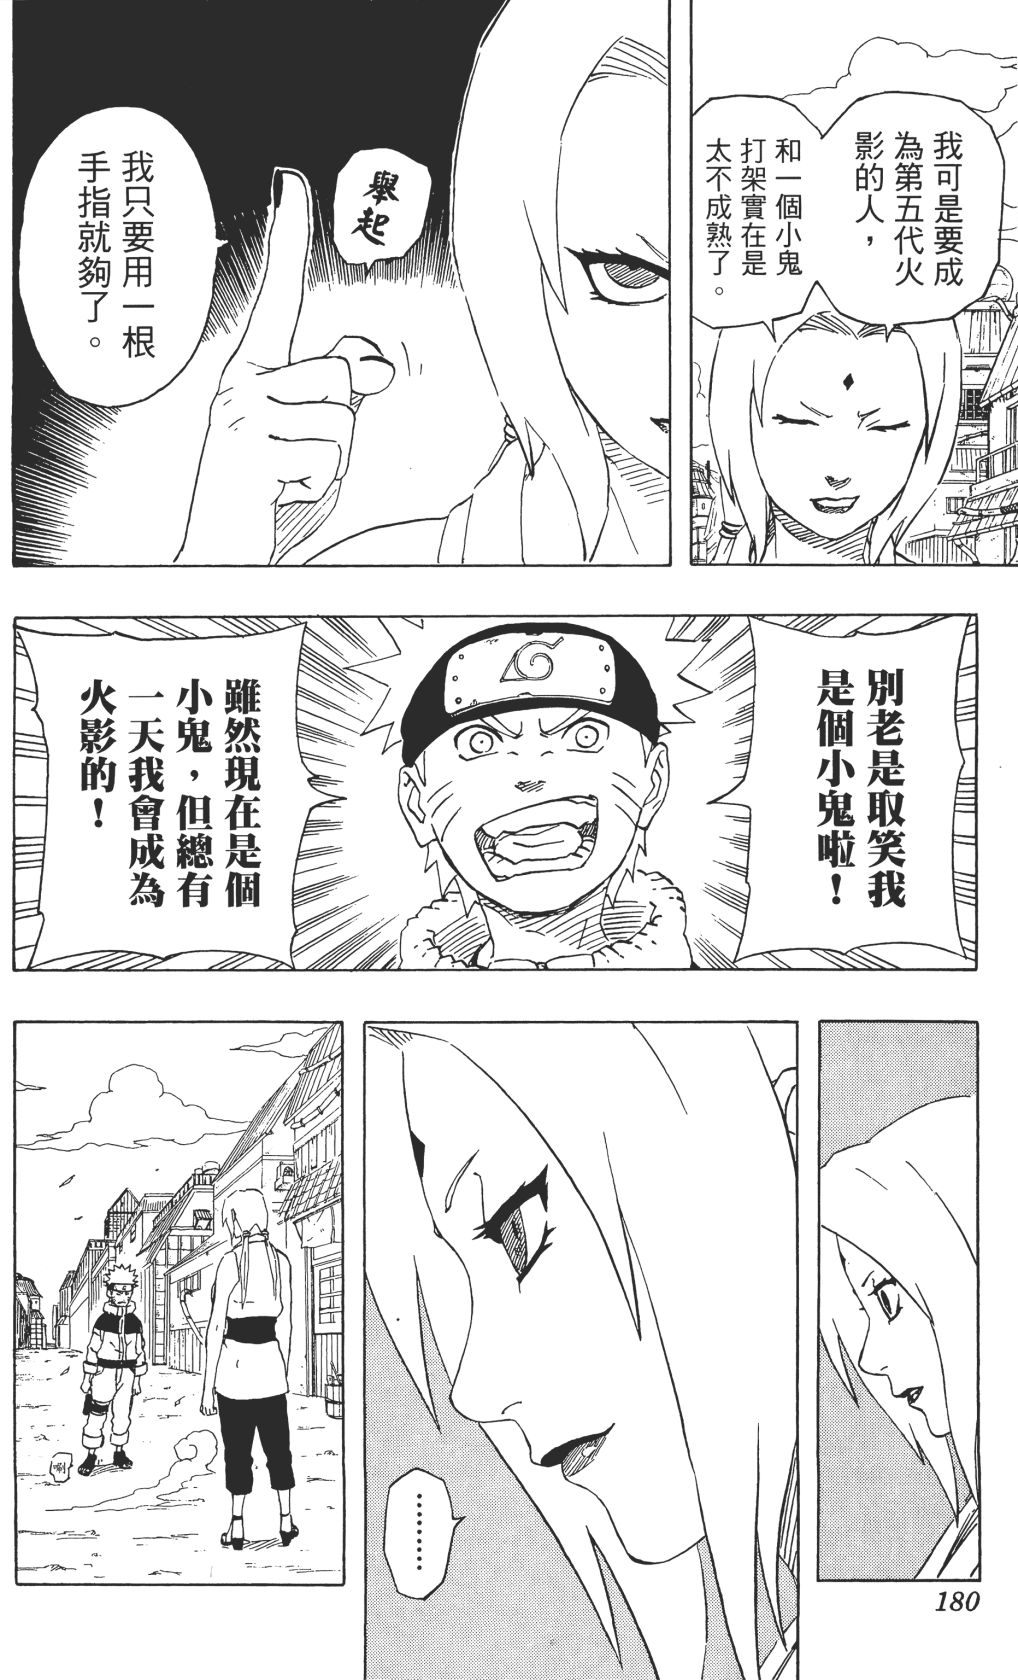 我可是要成
為第五代火
影的人，
和一個小鬼
打架實在是
太不成熟了。
舉起
我只要用一根
手指就夠了。
別老是取笑我
是個小鬼啦！
雖然現在是個
小鬼，但總有
一天我會成為
火影的！
………
唰
180